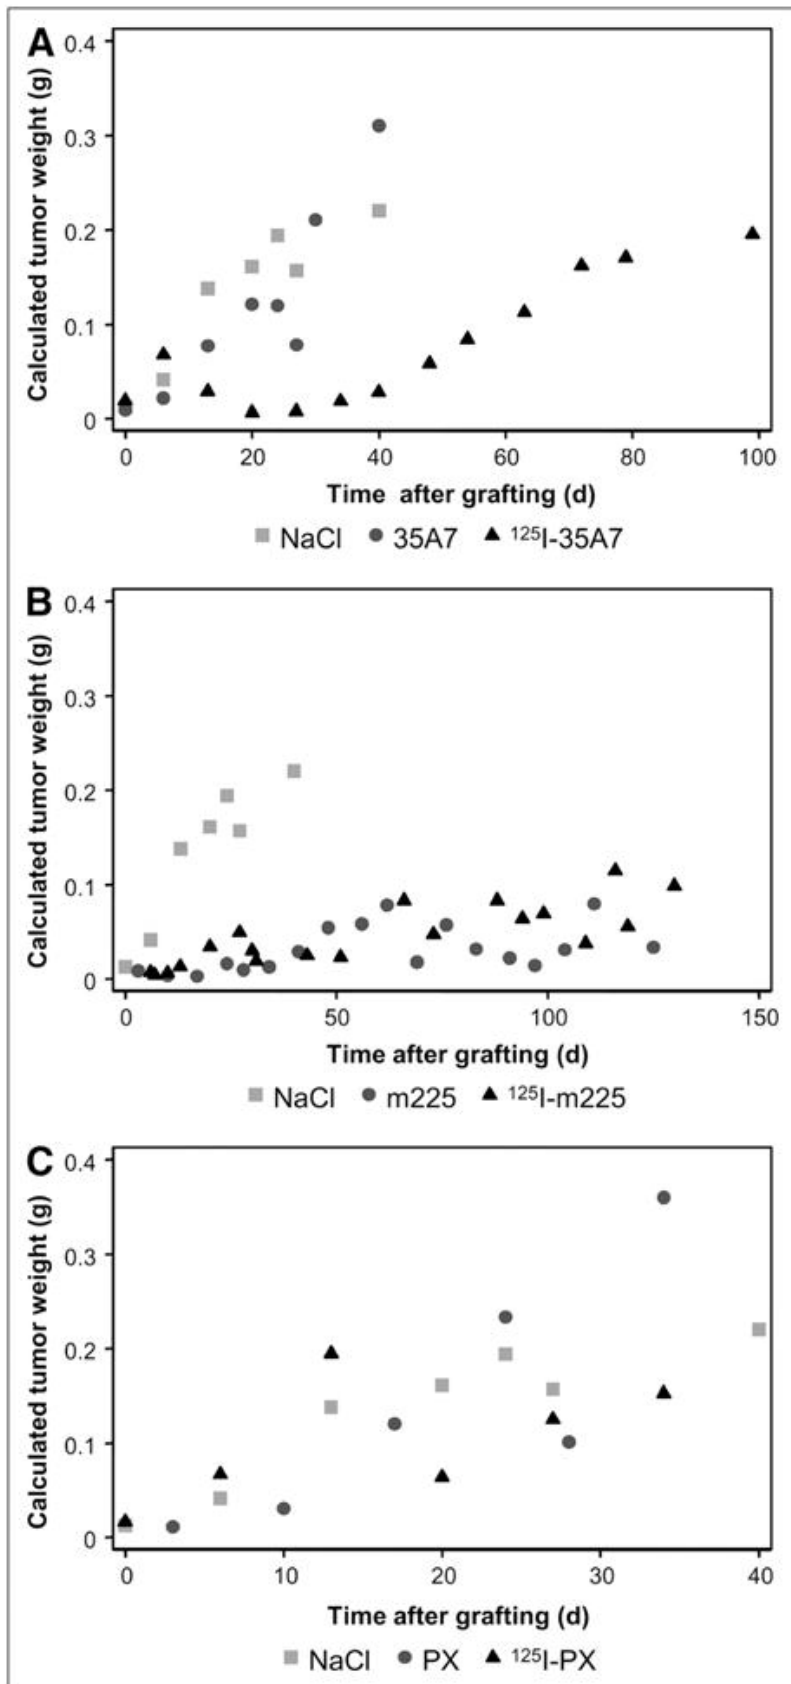 A
Calculated tumor weight (g)
0.4
0.3
0.2
0.1
0
0 20 40 60 80 100
Time after grafting (d)
NaCl 35A7 ¹²⁵I-35A7
B
Calculated tumor weight (g)
0.4
0.3
0.2
0.1
0
0 50 100 150
Time after grafting (d)
NaCl m225 ¹²⁵I-m225
C
Calculated tumor weight (g)
0.4
0.3
0.2
0.1
0
0 10 20 30 40
Time after grafting (d)
NaCl PX ¹²⁵I-PX